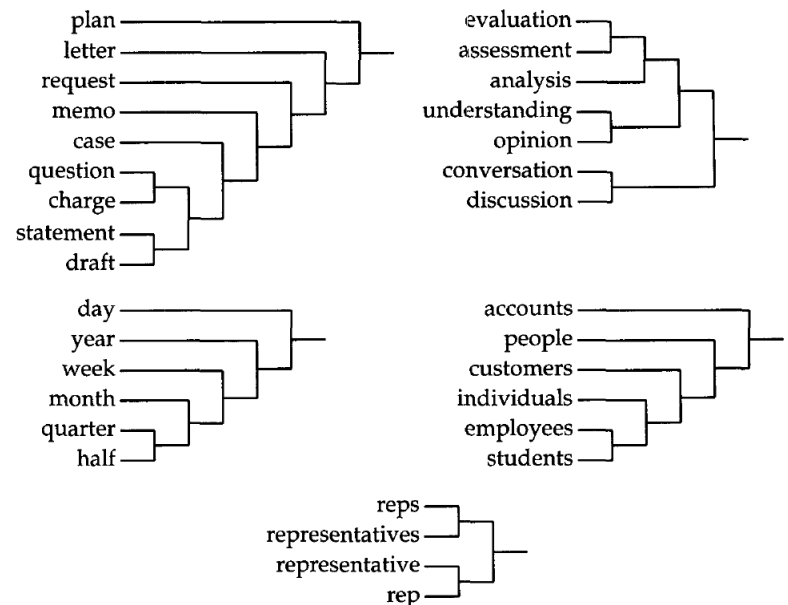 plan
letter
request
memo
case
question
charge
statement
draft
evaluation
assessment
analysis
understanding
opinion
conversation
discussion
day
year
week
month
quarter
half
accounts
people
customers
individuals
employees
students
reps
representatives
representative
rep